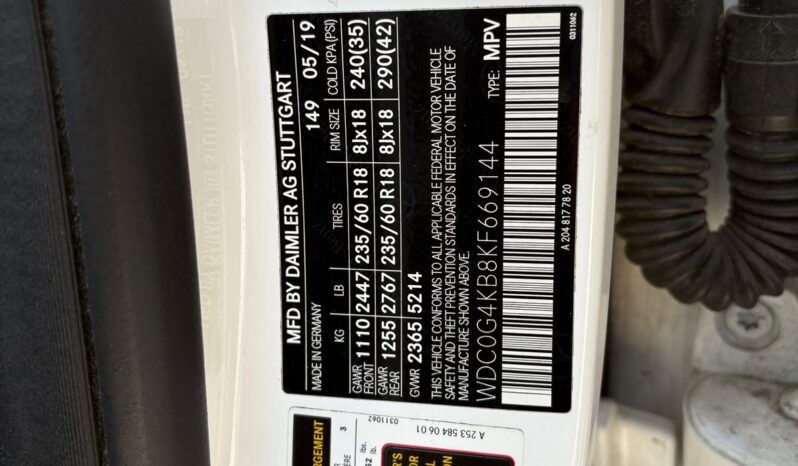 MFD BY DAIMLER AG STUTTGART
MADE IN GERMANY 149 05/19
KG LB TIRES RIM SIZE COLD KPA(PSI)
GAWR FRONT 1110 2447 235/60 R18 8Jx18 240(35)
GAWR REAR 1255 2767 235/60 R18 8Jx18 290(42)
GVWR 2365 5214
THIS VEHICLE CONFORMS TO ALL APPLICABLE FEDERAL MOTOR VEHICLE
SAFETY AND THEFT PREVENTION STANDARDS IN EFFECT ON THE DATE OF
MANUFACTURE SHOWN ABOVE.
WDC0G4KB8KF669144 TYPE: MPV
A 204 817 78 20 0311062
0311062 A 253 584 06 01
3
lbs.
lb.